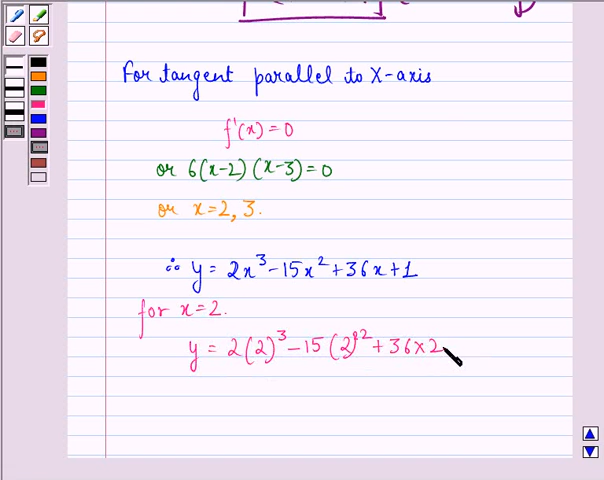 For tangent parallel to X-axis
f'(x) = 0
or 6(x-2)(x-3) = 0
or x = 2, 3.
∴ y = 2x³ - 15x² + 36x + 1
for x = 2.
y = 2(2)³ - 15(2)² + 36×2